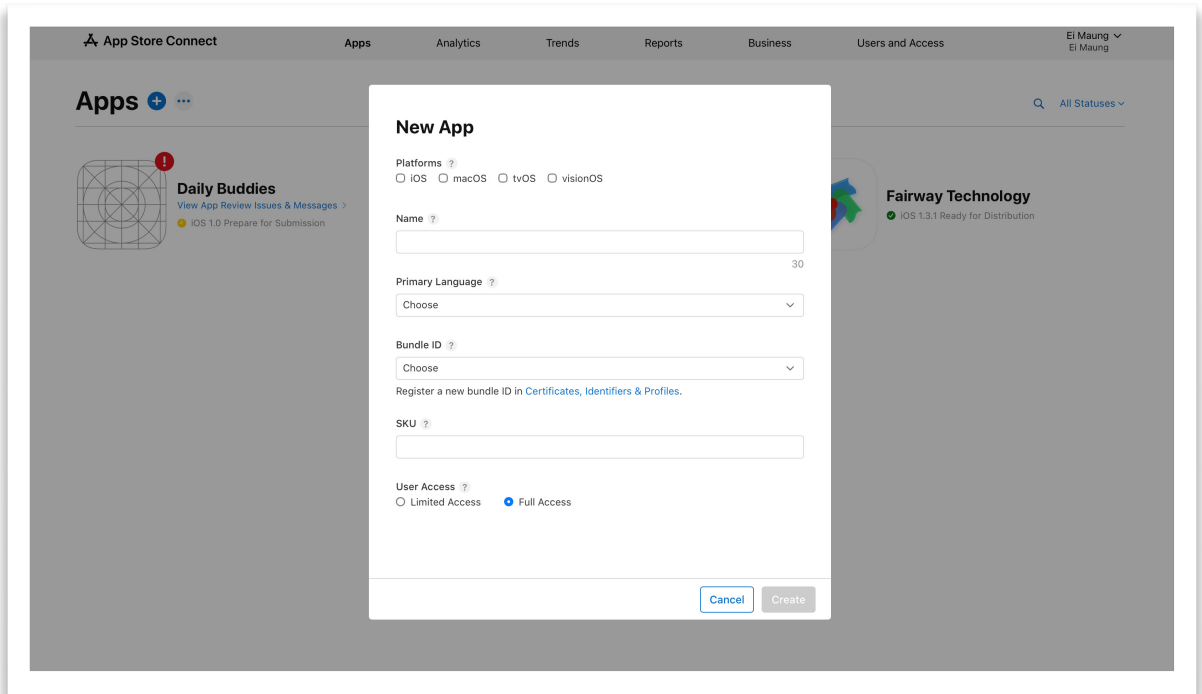 App Store Connect Apps Analytics Trends Reports Business Users and Access Ei Maung
Ei Maung
Apps
All Statuses
Daily Buddies
View App Review Issues & Messages >
iOS 1.0 Prepare for Submission
Fairway Technology
iOS 1.3.1 Ready for Distribution
New App
Platforms ?
iOS macOS tvOS visionOS
Name ?
30
Primary Language ?
Choose
Bundle ID ?
Choose
Register a new bundle ID in Certificates, Identifiers & Profiles.
SKU ?
User Access ?
Limited Access Full Access
Cancel Create